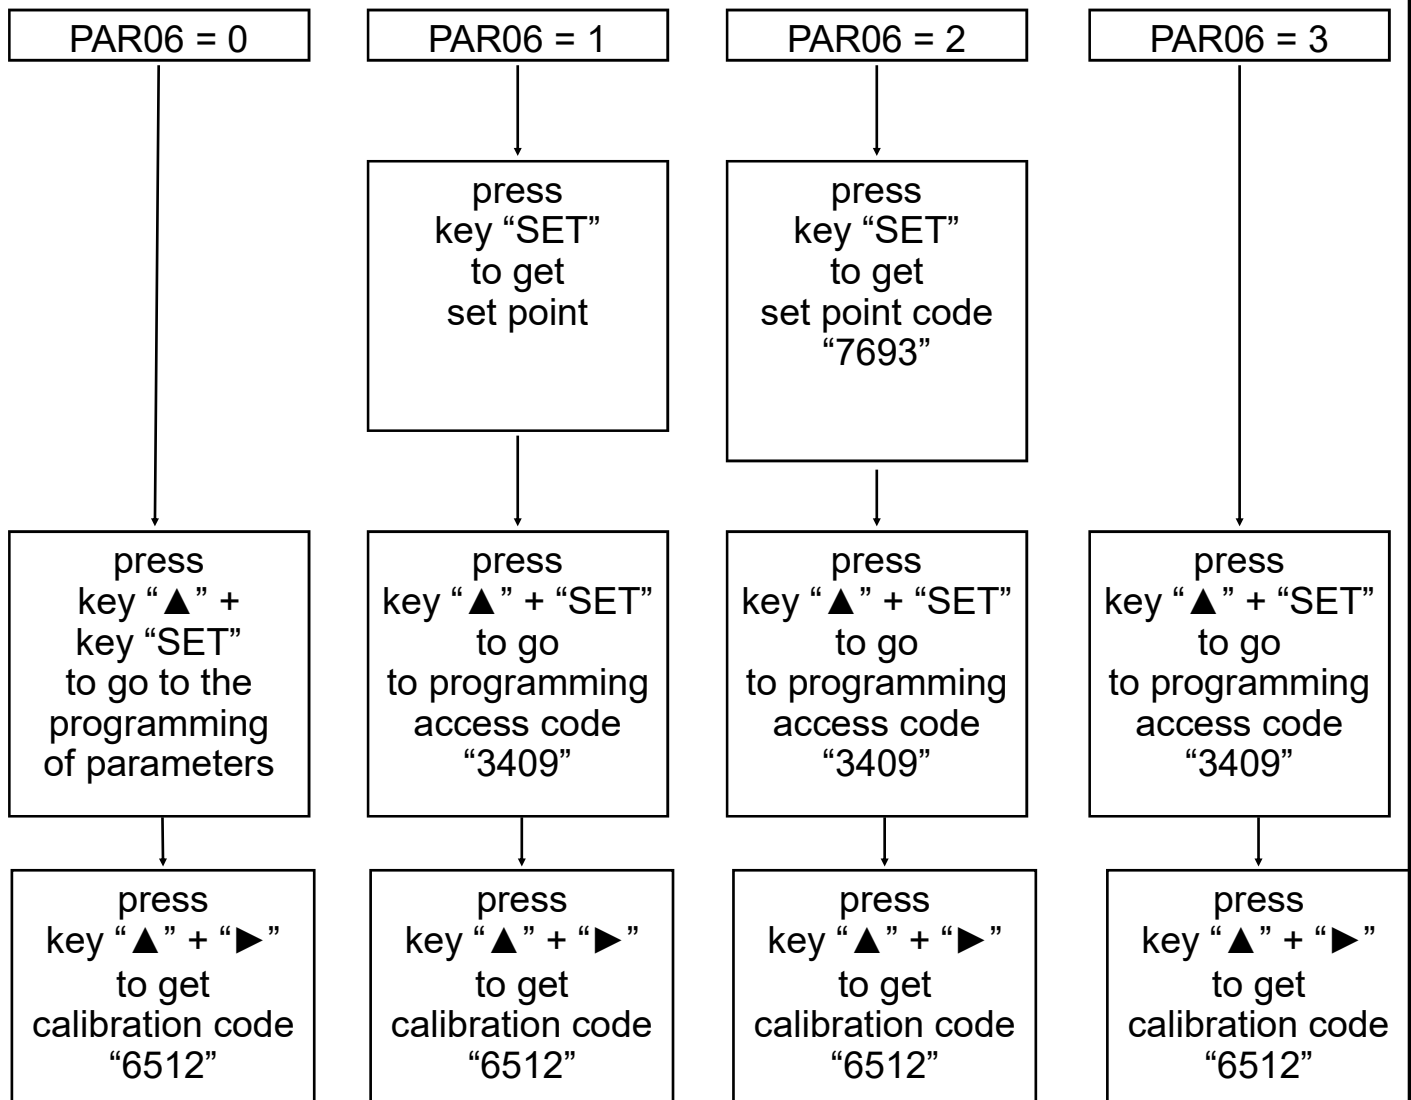 PAR06 = 0
PAR06 = 1
PAR06 = 2
PAR06 = 3
press
key “SET”
to get
set point
press
key “SET”
to get
set point code
“7693”
press
key “▲” +
key “SET”
to go to the
programming
of parameters
press
key “▲” + “SET”
to go
to programming
access code
“3409”
press
key “▲” + “SET”
to go
to programming
access code
“3409”
press
key “▲” + “SET”
to go
to programming
access code
“3409”
press
key “▲” + “►”
to get
calibration code
“6512”
press
key “▲” + “►”
to get
calibration code
“6512”
press
key “▲” + “►”
to get
calibration code
“6512”
press
key “▲” + “►”
to get
calibration code
“6512”